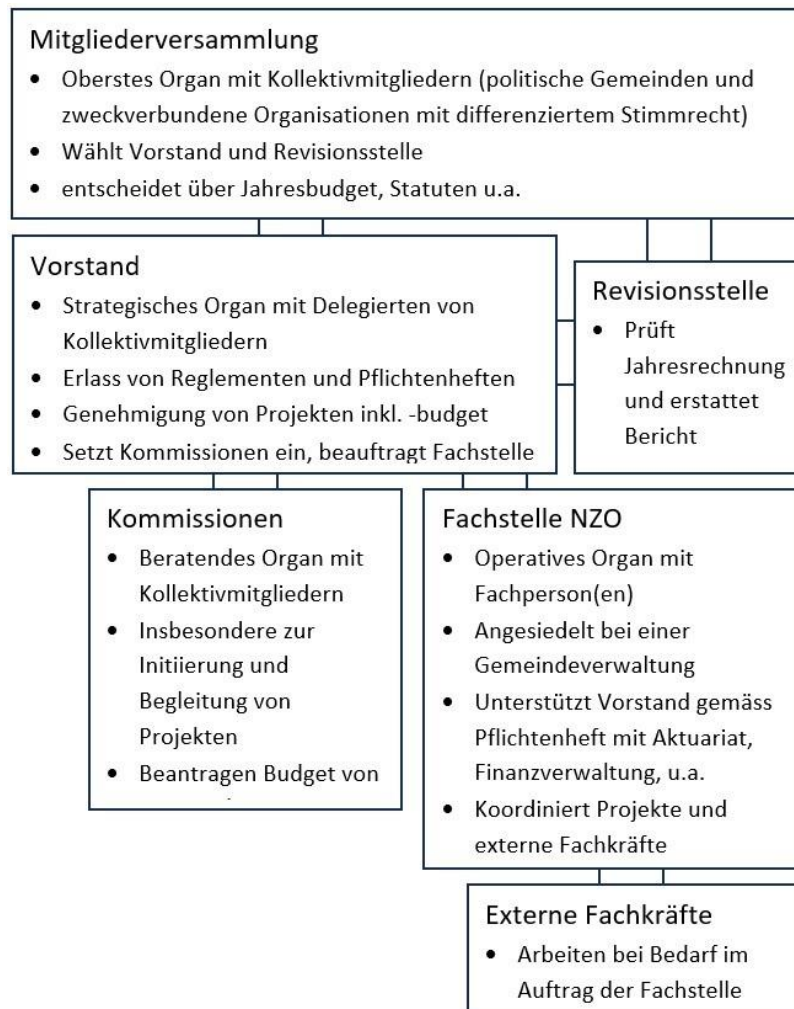 Mitgliederversammlung
• Oberstes Organ mit Kollektivmitgliedern (politische Gemeinden und
zweckverbundene Organisationen mit differenziertem Stimmrecht)
• Wählt Vorstand und Revisionsstelle
• entscheidet über Jahresbudget, Statuten u.a.
Vorstand
• Strategisches Organ mit Delegierten von
Kollektivmitgliedern
• Erlass von Reglementen und Pflichtenheften
• Genehmigung von Projekten inkl. -budget
• Setzt Kommissionen ein, beauftragt Fachstelle
Revisionsstelle
• Prüft
Jahresrechnung
und erstattet
Bericht
Kommissionen
• Beratendes Organ mit
Kollektivmitgliedern
• Insbesondere zur
Initiierung und
Begleitung von
Projekten
• Beantragen Budget von
Fachstelle NZO
• Operatives Organ mit
Fachperson(en)
• Angesiedelt bei einer
Gemeindeverwaltung
• Unterstützt Vorstand gemäss
Pflichtenheft mit Aktuariat,
Finanzverwaltung, u.a.
• Koordiniert Projekte und
externe Fachkräfte
Externe Fachkräfte
• Arbeiten bei Bedarf im
Auftrag der Fachstelle